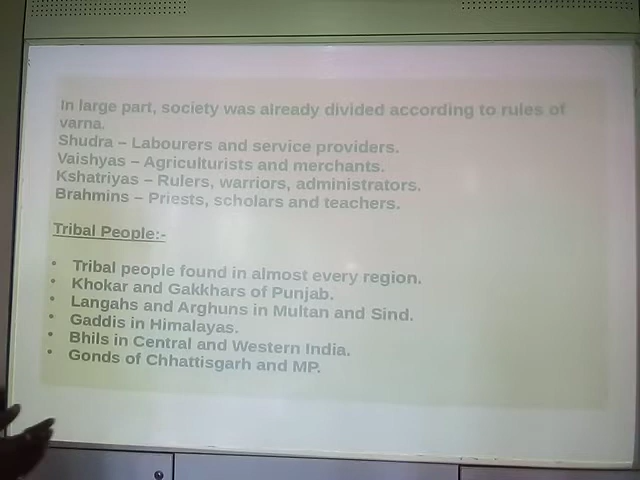 In large part, society was already divided according to rules of
varna.
Shudra – Labourers and service providers.
Vaishyas – Agriculturists and merchants.
Kshatriyas – Rulers, warriors, administrators.
Brahmins – Priests, scholars and teachers.
Tribal People:-
• Tribal people found in almost every region.
• Khokar and Gakkhars of Punjab.
• Langahs and Arghuns in Multan and Sind.
• Gaddis in Himalayas.
• Bhils in Central and Western India.
• Gonds of Chhattisgarh and MP.